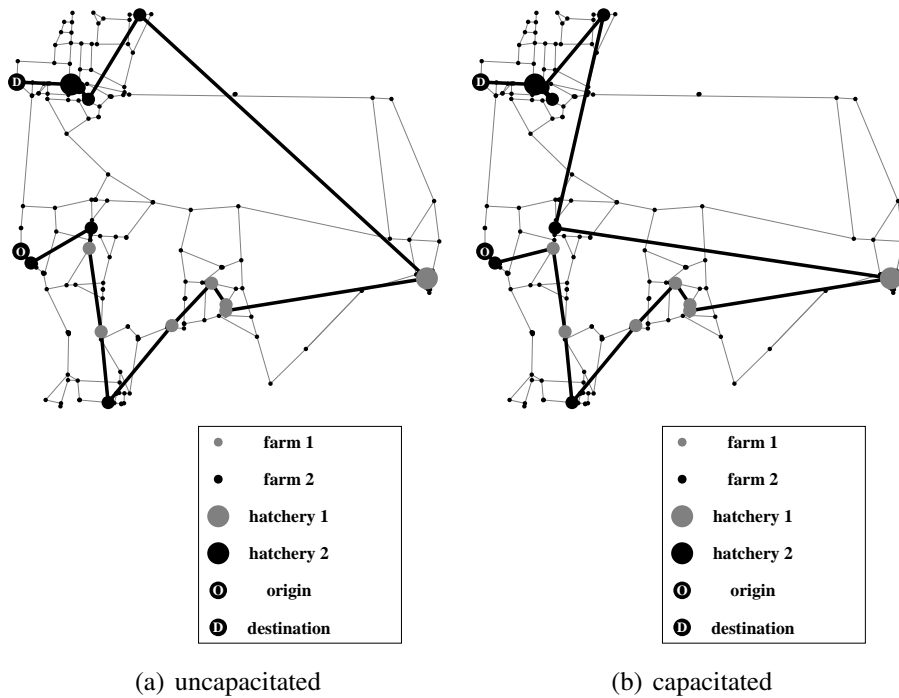 D
D
O
O
farm 1
farm 2
hatchery 1
hatchery 2
O origin
D destination
farm 1
farm 2
hatchery 1
hatchery 2
O origin
D destination
(a) uncapacitated
(b) capacitated